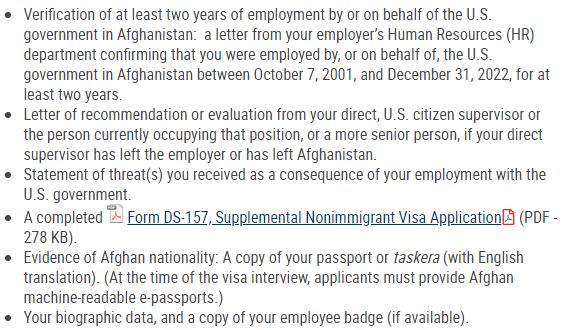 Verification of at least two years of employment by or on behalf of the U.S.
government in Afghanistan:  a letter from your employer's Human Resources (HR)
department confirming that you were employed by, or on behalf of, the U.S.
government in Afghanistan between October 7, 2001, and December 31, 2022, for at
least two years.
Letter of recommendation or evaluation from your direct, U.S. citizen supervisor or
the person currently occupying that position, or a more senior person, if your direct
supervisor has left the employer or has left Afghanistan.
Statement of threat(s) you received as a consequence of your employment with the
U.S. government.
A completed Form DS-157, Supplemental Nonimmigrant Visa Application (PDF -
278 KB).
Evidence of Afghan nationality: A copy of your passport or taskera (with English
translation). (At the time of the visa interview, applicants must provide Afghan
machine-readable e-passports.)
Your biographic data, and a copy of your employee badge (if available).